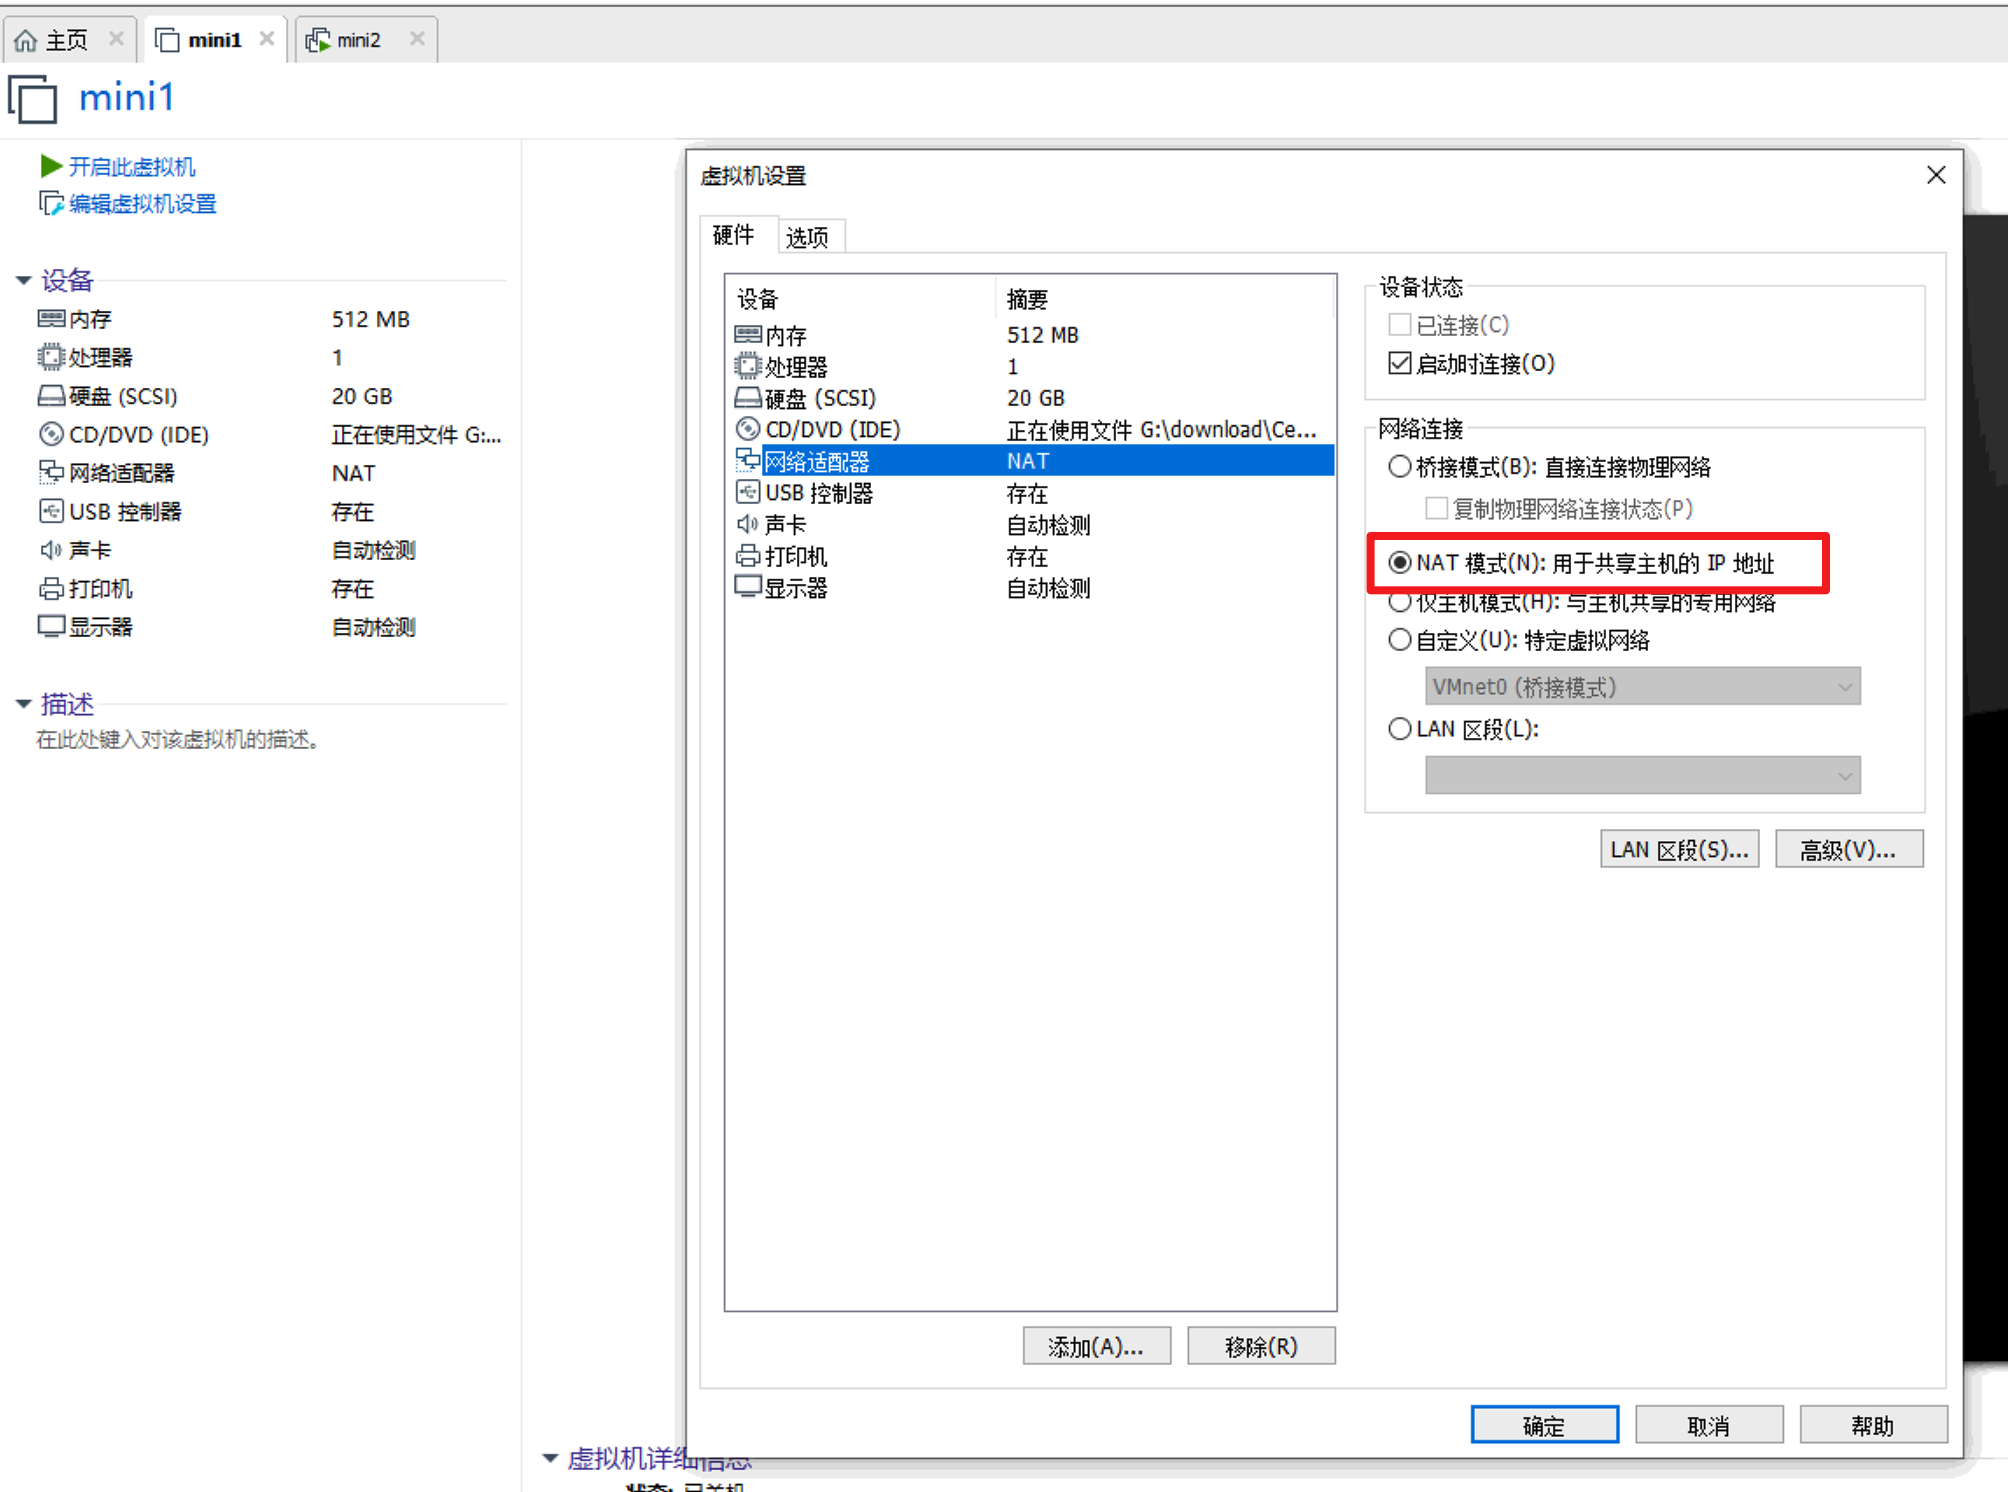 主页
mini1
mini2
mini1
开启此虚拟机
编辑虚拟机设置
设备
内存 512 MB
处理器 1
硬盘 (SCSI) 20 GB
CD/DVD (IDE) 正在使用文件 G:...
网络适配器 NAT
USB 控制器 存在
声卡 自动检测
打印机 存在
显示器 自动检测
描述
在此处键入对该虚拟机的描述。
虚拟机设置
硬件
选项
设备 摘要
内存 512 MB
处理器 1
硬盘 (SCSI) 20 GB
CD/DVD (IDE) 正在使用文件 G:\download\Ce...
网络适配器 NAT
USB 控制器 存在
声卡 自动检测
打印机 存在
显示器 自动检测
添加(A)...
移除(R)
设备状态
已连接(C)
启动时连接(O)
网络连接
桥接模式(B): 直接连接物理网络
复制物理网络连接状态(P)
NAT 模式(N): 用于共享主机的 IP 地址
仅主机模式(H): 与主机共享的专用网络
自定义(U): 特定虚拟网络
VMnet0 (桥接模式)
LAN 区段(L):
LAN 区段(S)...
高级(V)...
确定
取消
帮助
虚拟机详细信息
状态: 已关机